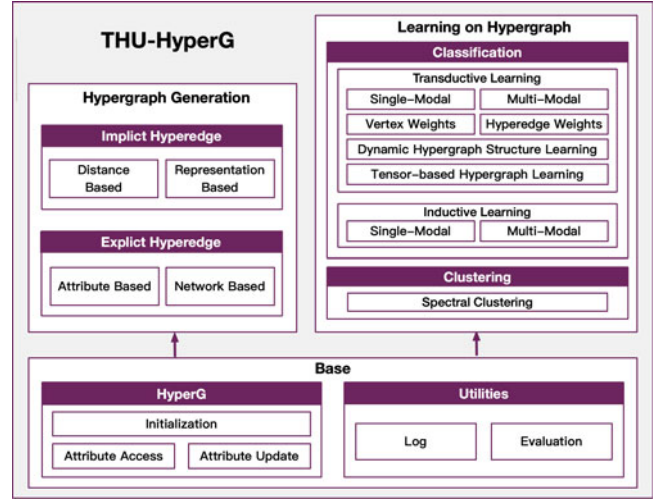 THU-HyperG
Hypergraph Generation
Implict Hyperedge
Distance
Based
Representation
Based
Explict Hyperedge
Attribute Based
Network Based
Learning on Hypergraph
Classification
Transductive Learning
Single-Modal
Multi-Modal
Vertex Weights
Hyperedge Weights
Dynamic Hypergraph Structure Learning
Tensor-based Hypergraph Learning
Inductive Learning
Single-Modal
Multi-Modal
Clustering
Spectral Clustering
Base
HyperG
Initialization
Attribute Access
Attribute Update
Utilities
Log
Evaluation